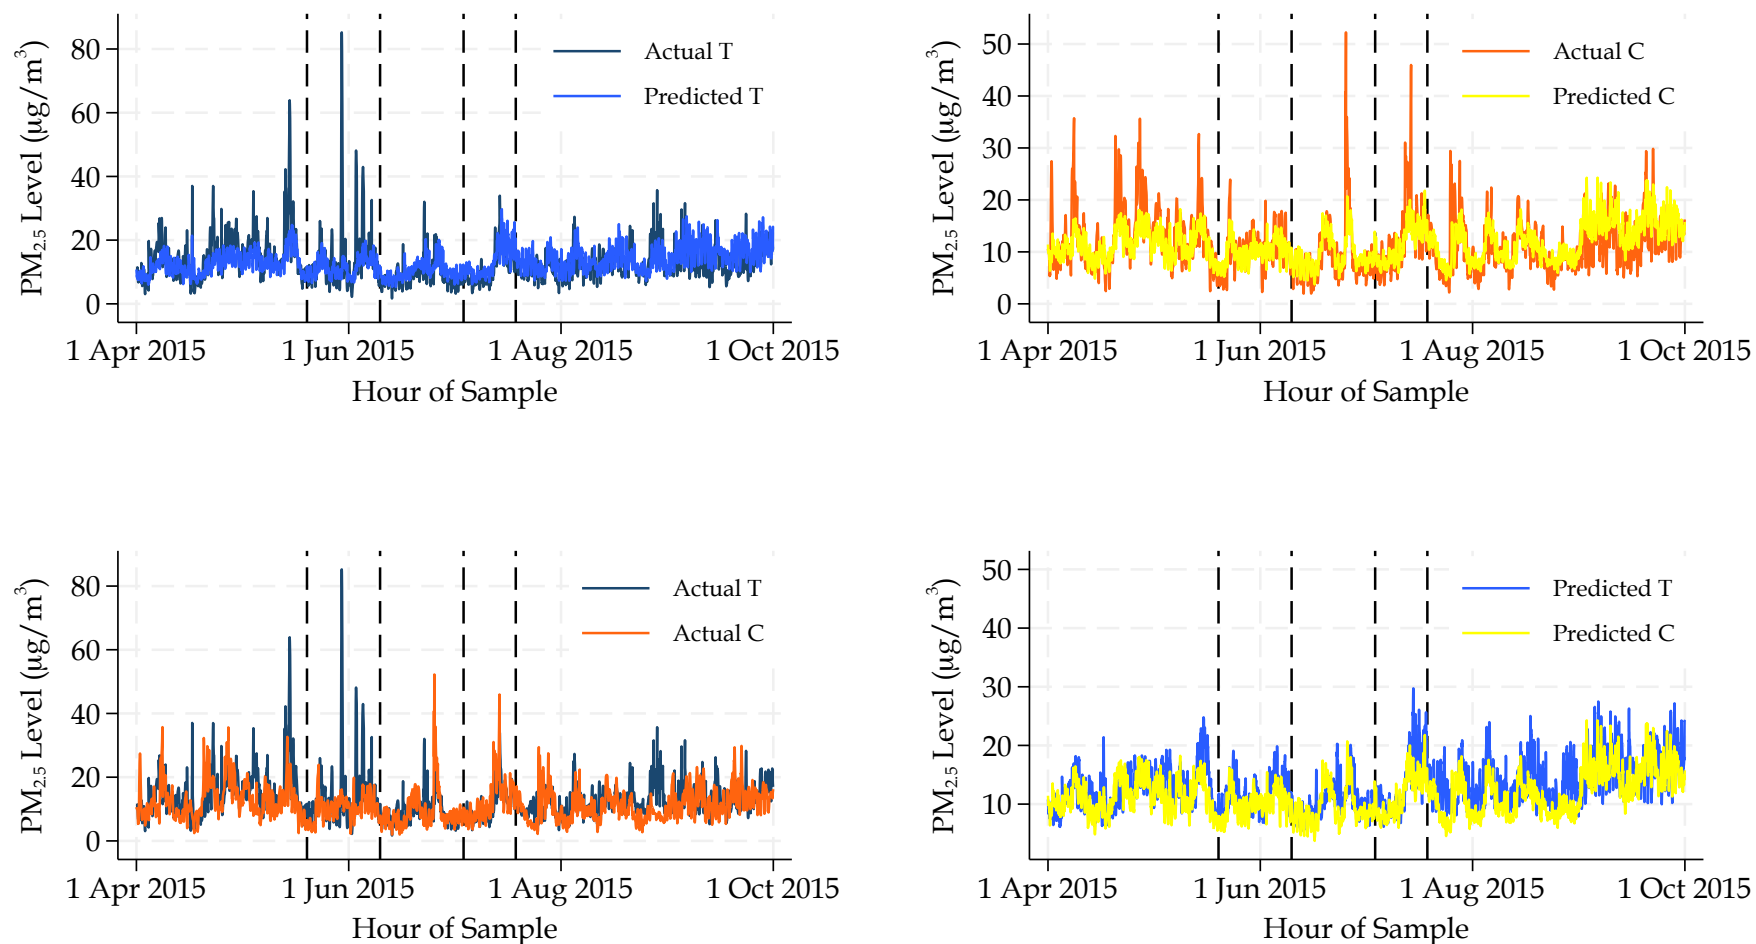 PM2.5 Level (μg/m³)
80
60
40
20
0
Actual T
Predicted T
1 Apr 2015
1 Jun 2015
1 Aug 2015
1 Oct 2015
Hour of Sample
PM2.5 Level (μg/m³)
50
40
30
20
10
0
Actual C
Predicted C
1 Apr 2015
1 Jun 2015
1 Aug 2015
1 Oct 2015
Hour of Sample
PM2.5 Level (μg/m³)
80
60
40
20
0
Actual T
Actual C
1 Apr 2015
1 Jun 2015
1 Aug 2015
1 Oct 2015
Hour of Sample
PM2.5 Level (μg/m³)
50
40
30
20
10
Predicted T
Predicted C
1 Apr 2015
1 Jun 2015
1 Aug 2015
1 Oct 2015
Hour of Sample